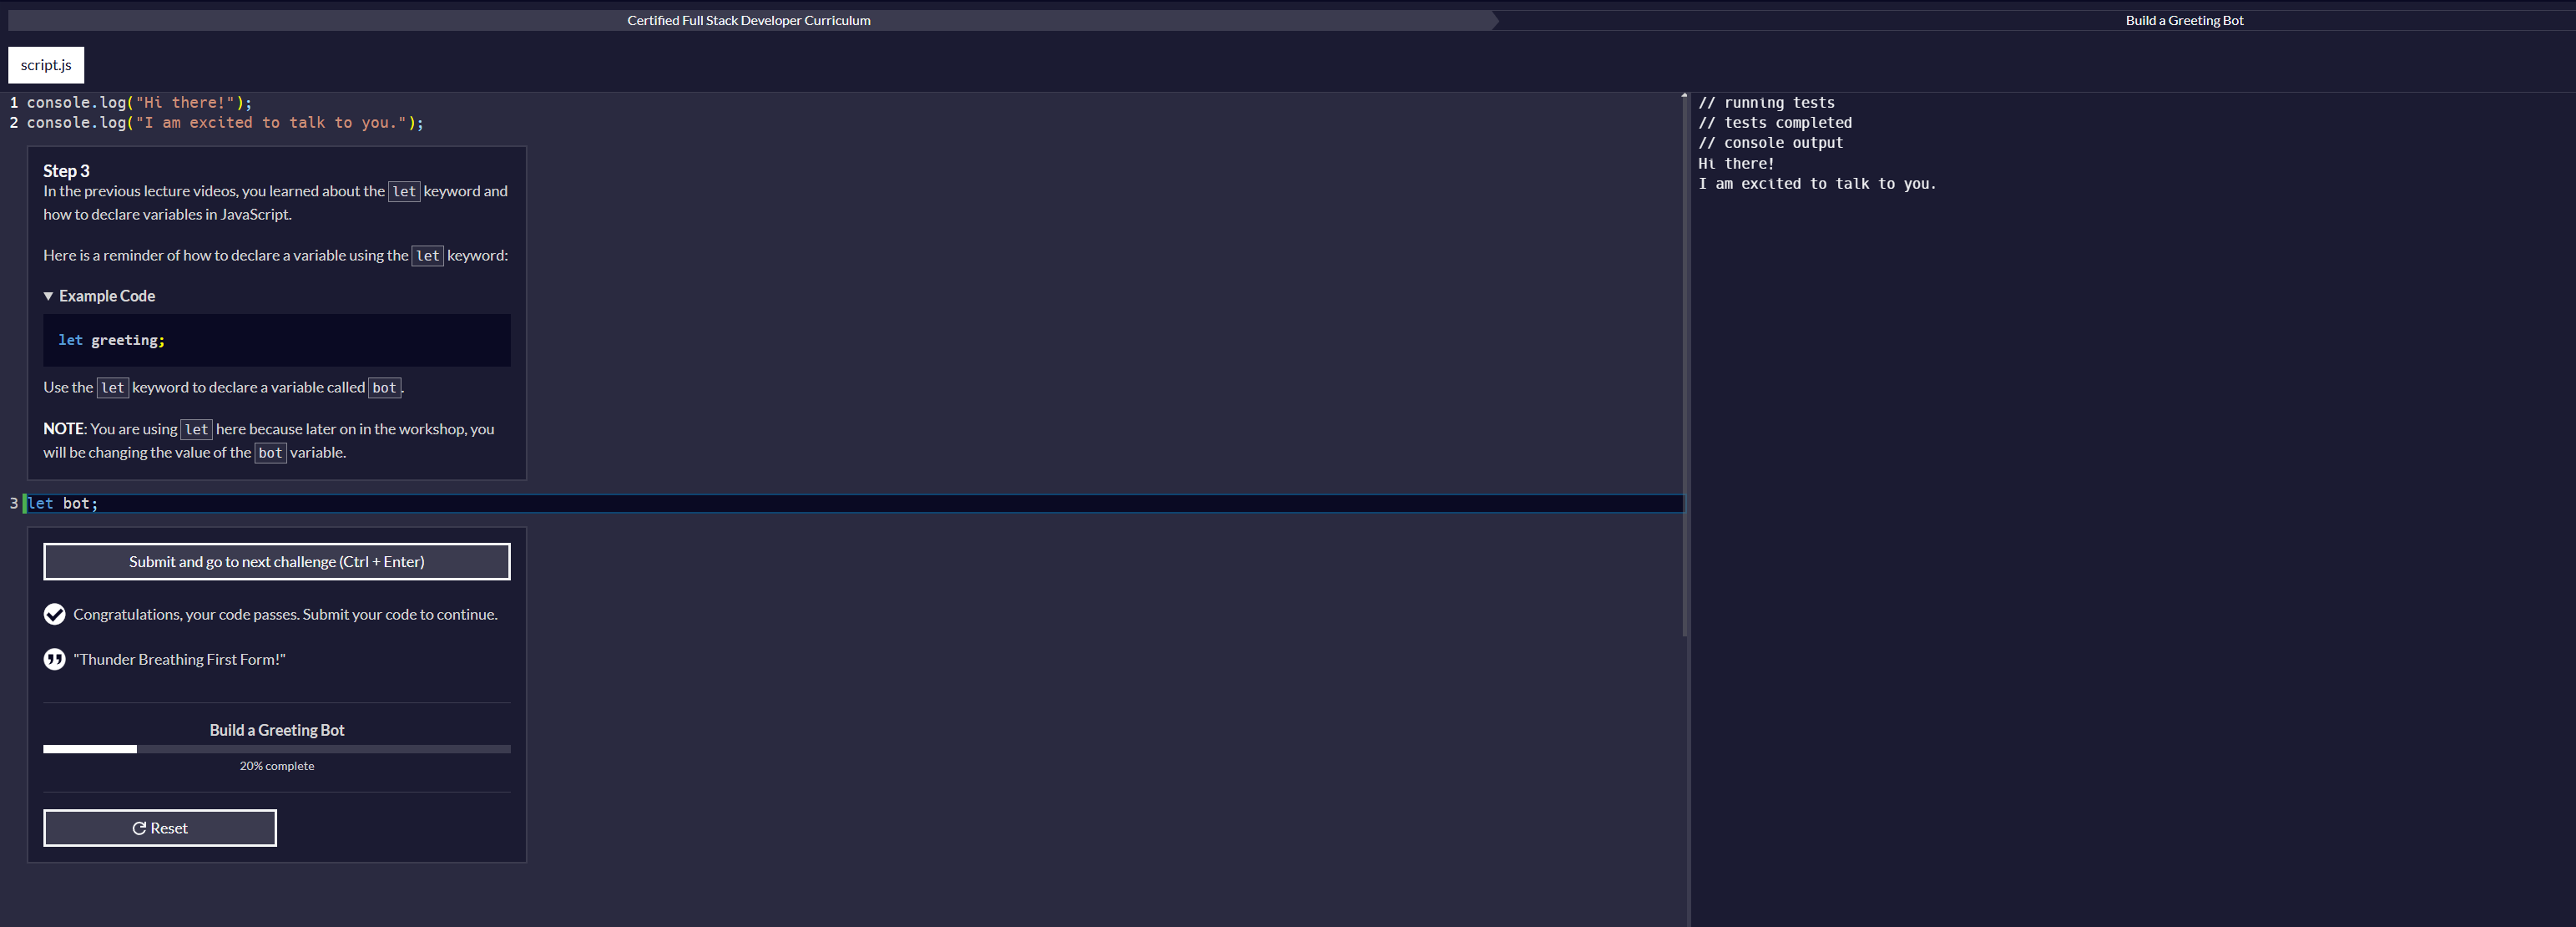 Certified Full Stack Developer Curriculum
Build a Greeting Bot
script.js
1 console.log("Hi there!");
2 console.log("I am excited to talk to you.");
Step 3
In the previous lecture videos, you learned about the let keyword and
how to declare variables in JavaScript.
Here is a reminder of how to declare a variable using the let keyword:
▼ Example Code
let greeting;
Use the let keyword to declare a variable called bot.
NOTE: You are using let here because later on in the workshop, you
will be changing the value of the bot variable.
3 let bot;
Submit and go to next challenge (Ctrl + Enter)
Congratulations, your code passes. Submit your code to continue.
"Thunder Breathing First Form!"
Build a Greeting Bot
20% complete
Reset
// running tests
// tests completed
// console output
Hi there!
I am excited to talk to you.